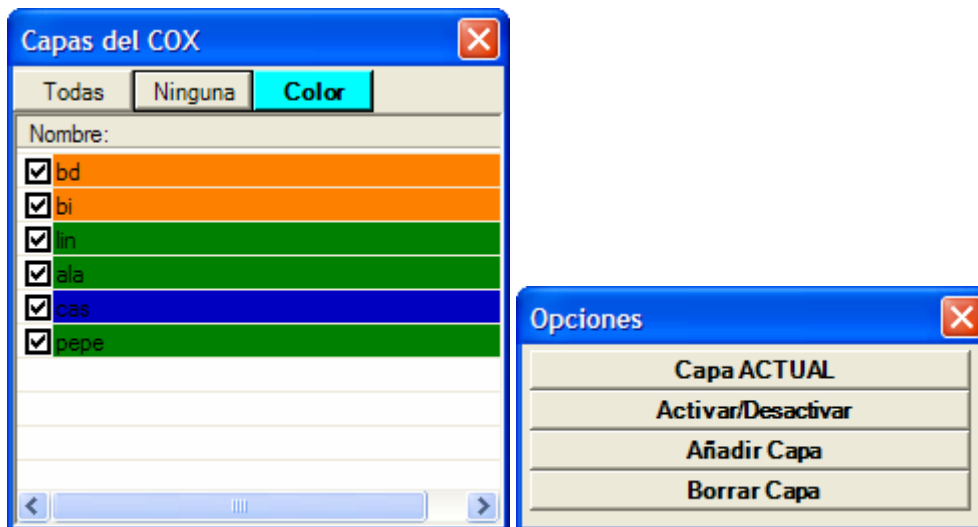 Capas del COX
Todas Ninguna Color
Nombre:
bd
bi
lin
ala
cas
pepe
Opciones
Capa ACTUAL
Activar/Desactivar
Añadir Capa
Borrar Capa